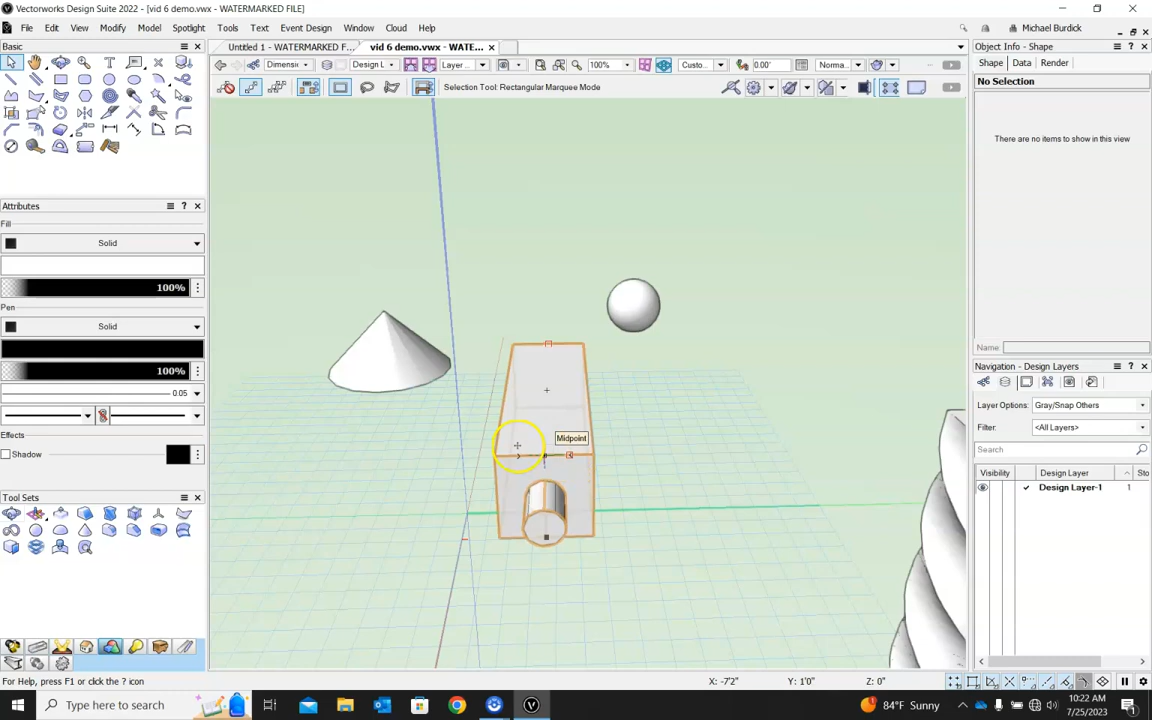 Vectorworks Design Suite 2022 - [vid 6 demo.vwx - WATERMARKED FILE]
File Edit View Modify Model Spotlight Tools Text Event Design Window Cloud Help
Michael Burdick
Basic
Untitled 1 - WATERMARKED F...
vid 6 demo.vwx - WATE...
Dimensi
Design L
Layer ...
100%
Custo...
0.00°
Norma...
Selection Tool: Rectangular Marquee Mode
Object Info - Shape
Shape Data Render
No Selection
There are no items to show in this view
Name:
Attributes
Fill
Solid
100%
Pen
Solid
100%
0.05
Effects
Shadow
Tool Sets
Midpoint
Navigation - Design Layers
Layer Options: Gray/Snap Others
Filter: <All Layers>
Search
Visibility Design Layer # Sto
Design Layer-1 1
For Help, press F1 or click the ? icon
X: -7'2" Y: 1'0" Z: 0"
Type here to search
84°F Sunny
10:22 AM
7/25/2023